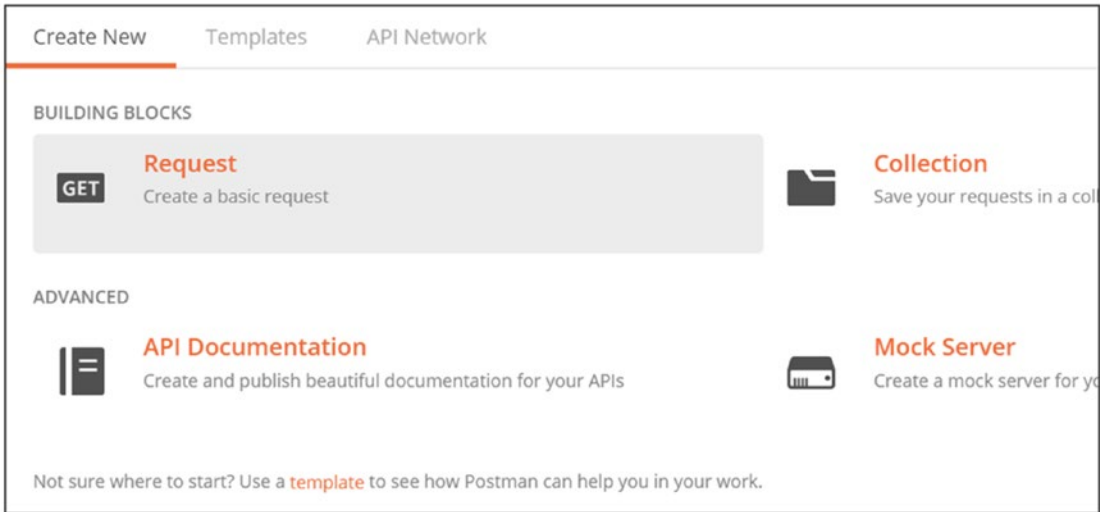 Create New Templates API Network
BUILDING BLOCKS
Request
GET
Create a basic request
Collection
Save your requests in a
ADVANCED
API Documentation
Create and publish beautiful documentation for your APIs
Mock Server
Create a mock server for
Not sure where to start? Use a template to see how Postman can help you in your work.